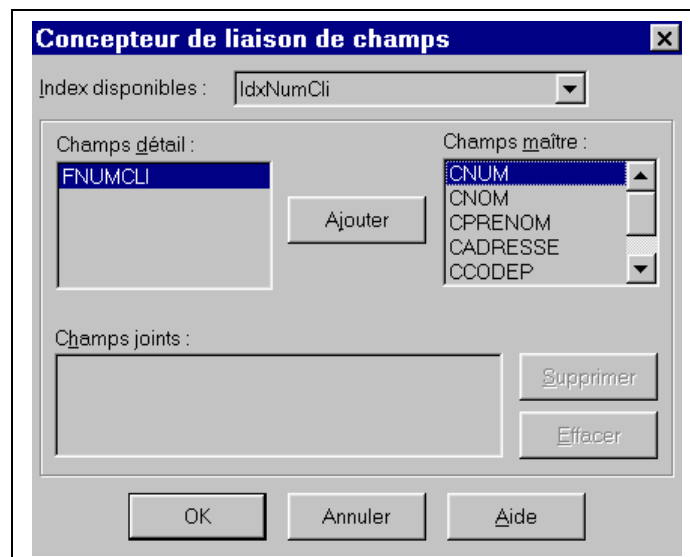 Concepteur de liaison de champs
Index disponibles : IdxNumCli
Champs détail : Champs maître :
FNUMCLI CNUM
CNOM
Ajouter CPRENOM
CADRESSE
CCODEP
Champs joints :
Supprimer
Effacer
OK Annuler Aide